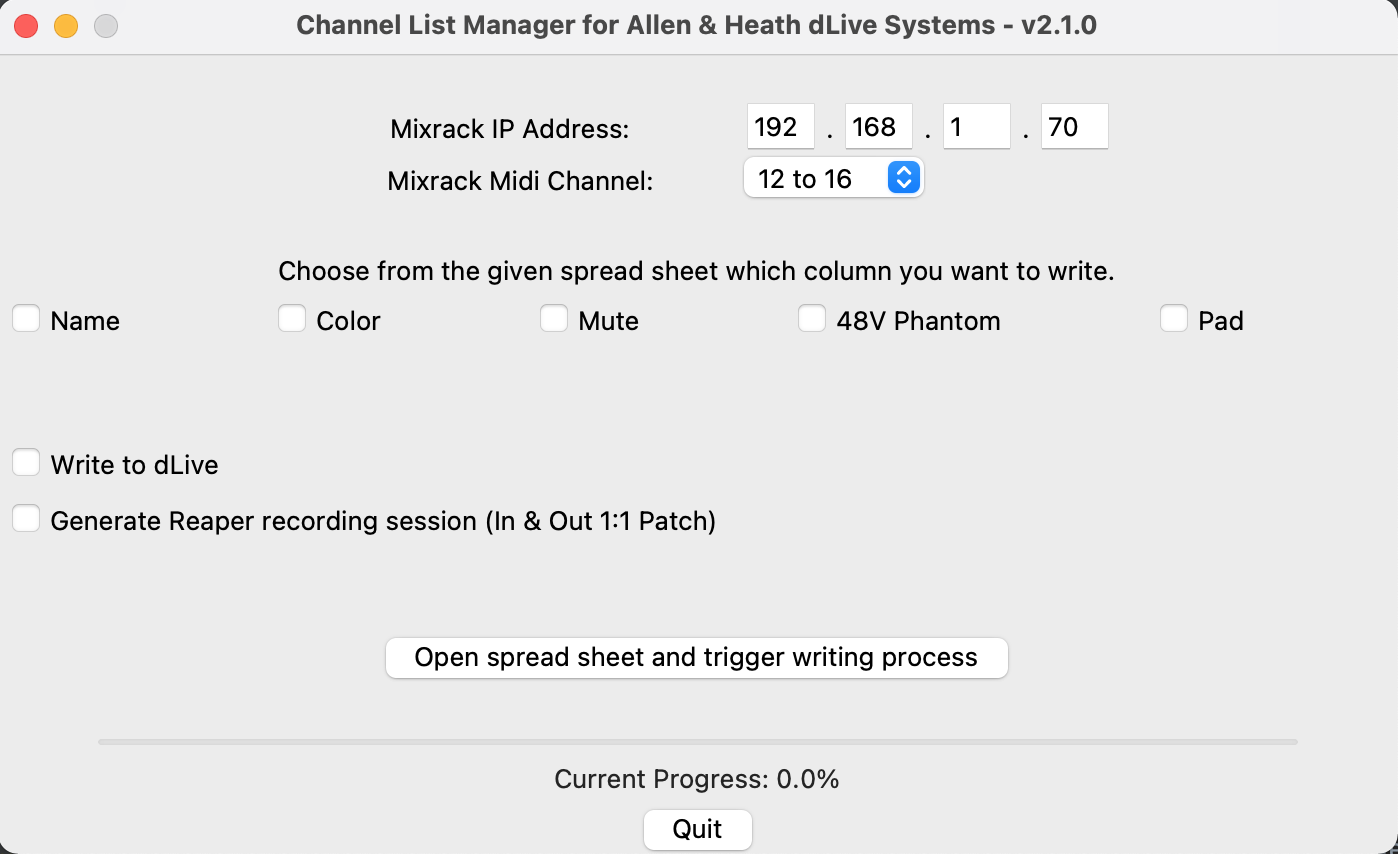 Channel List Manager for Allen & Heath dLive Systems - v2.1.0
Mixrack IP Address: 192 . 168 . 1 . 70
Mixrack Midi Channel: 12 to 16
Choose from the given spread sheet which column you want to write.
Name Color Mute 48V Phantom Pad
Write to dLive
Generate Reaper recording session (In & Out 1:1 Patch)
Open spread sheet and trigger writing process
Current Progress: 0.0%
Quit